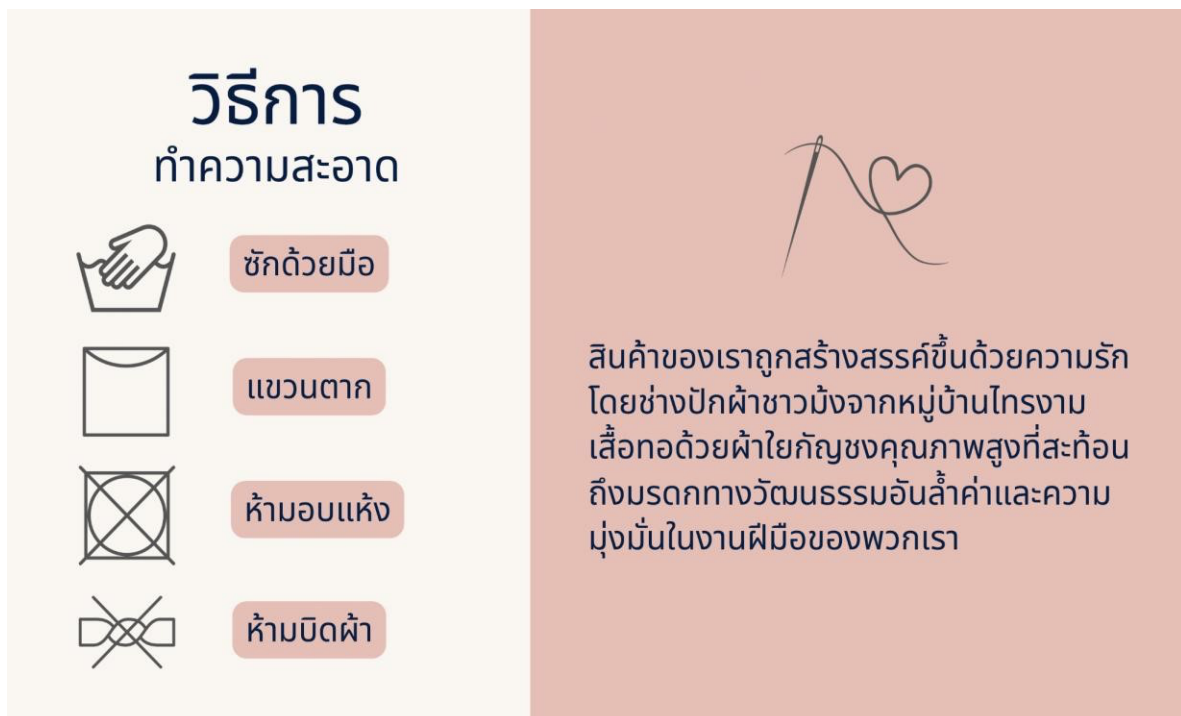 วิธีการ
ทำความสะอาด
ซักด้วยมือ
แขวนตาก
ห้ามอบแห้ง
ห้ามบิดผ้า
สินค้าของเราถูกสร้างสรรค์ขึ้นด้วยความรัก
โดยช่างปักผ้าชาวม้งจากหมู่บ้านไทรงาม
เสื้อทอด้วยผ้าใยกัญชงคุณภาพสูงที่สะท้อน
ถึงมรดกทางวัฒนธรรมอันล้ำค่าและความ
มุ่งมั่นในงานฝีมือของพวกเรา